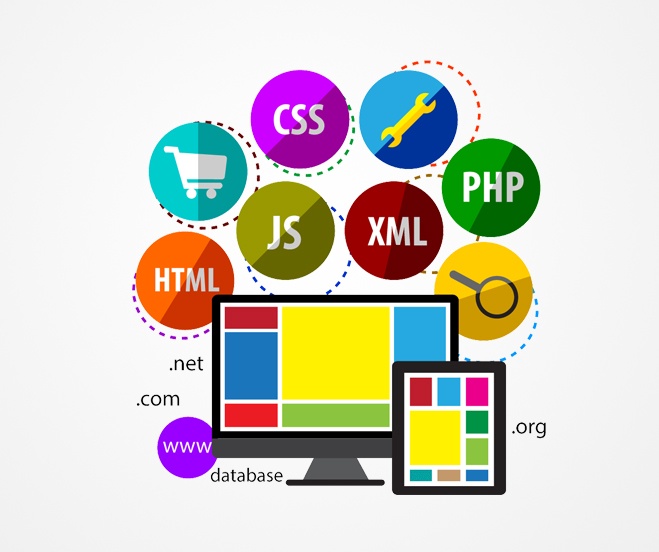 CSS
PHP
JS
XML
HTML
.net
.com
.org
www
database